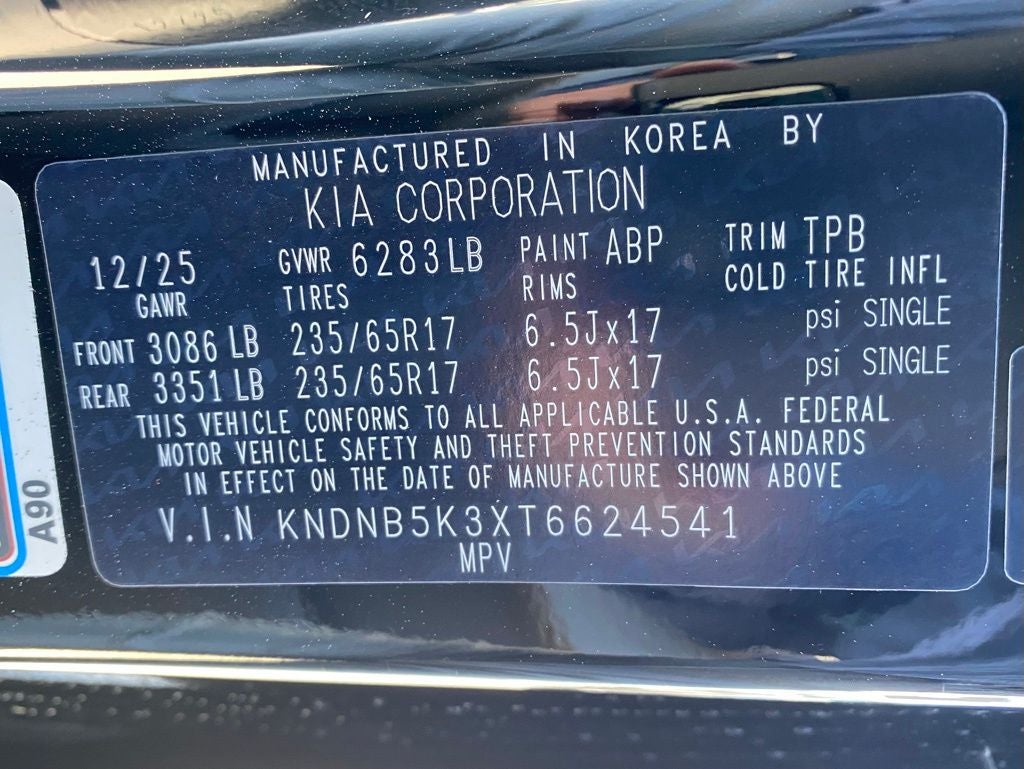 MANUFACTURED IN KOREA BY
KIA CORPORATION
12/25 GVWR 6283LB PAINT ABP TRIM TPB
GAWR TIRES RIMS COLD TIRE INFL
FRONT 3086 LB 235/65R17 6.5Jx17 psi SINGLE
REAR 3351 LB 235/65R17 6.5Jx17 psi SINGLE
THIS VEHICLE CONFORMS TO ALL APPLICABLE U.S.A. FEDERAL
MOTOR VEHICLE SAFETY AND THEFT PREVENTION STANDARDS
IN EFFECT ON THE DATE OF MANUFACTURE SHOWN ABOVE
V.I.N KNDNB5K3XT6624541
MPV
A90